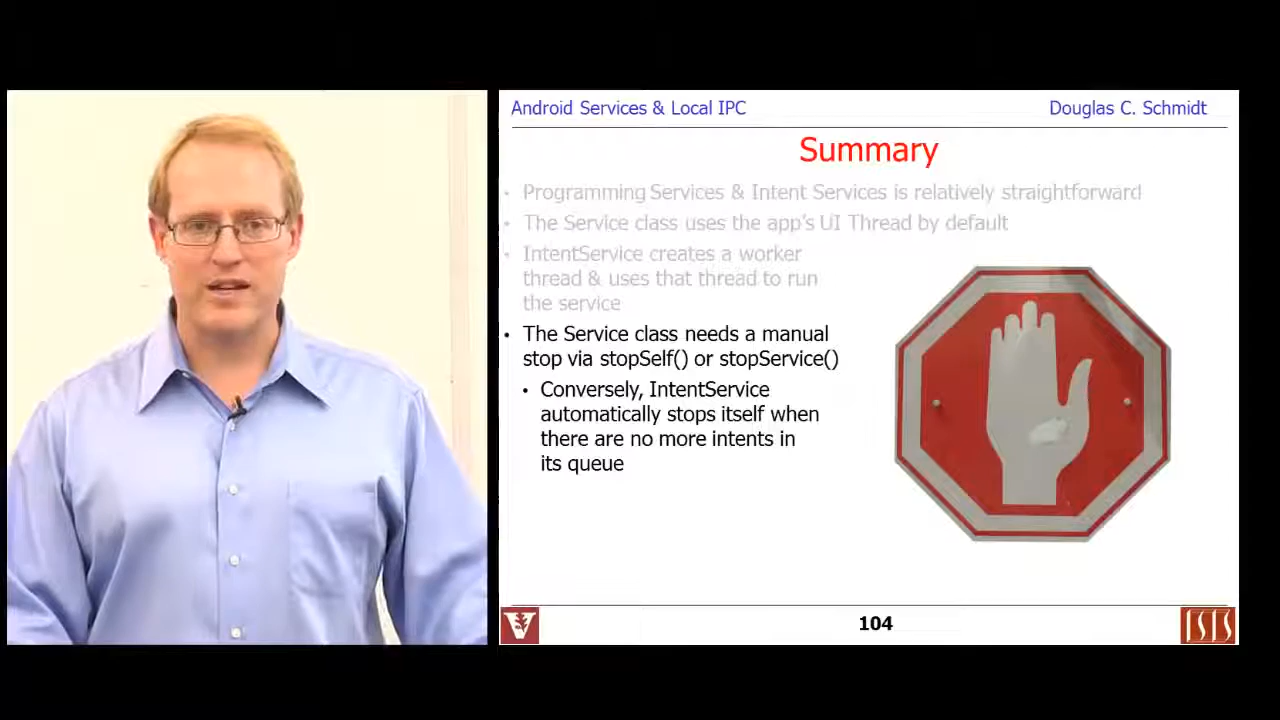 Android Services & Local IPC
Douglas C. Schmidt
Summary
• Programming Services & Intent Services is relatively straightforward
• The Service class uses the app's UI Thread by default
• IntentService creates a worker
thread & uses that thread to run
the service
• The Service class needs a manual
stop via stopSelf() or stopService()
• Conversely, IntentService
automatically stops itself when
there are no more intents in
its queue
V
104
ISIS